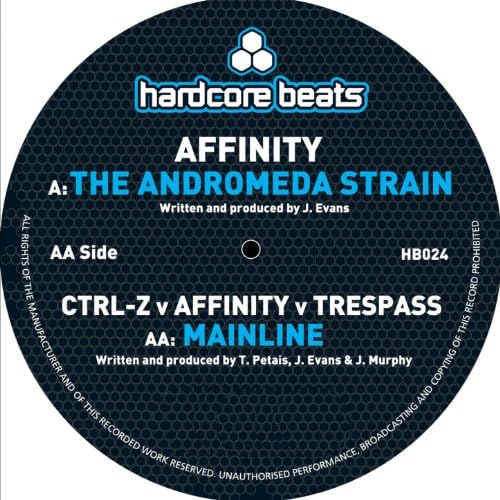 hardcore beats
AFFINITY
A: THE ANDROMEDA STRAIN
Written and produced by J. Evans
AA Side
HB024
CTRL-Z v AFFINITY v TRESPASS
AA: MAINLINE
Written and produced by T. Petais, J. Evans & J. Murphy
ALL RIGHTS OF THE MANUFACTURER AND OF THIS RECORDED WORK RESERVED. UNAUTHORISED PERFORMANCE, BROADCASTING AND COPYING OF THIS RECORD PROHIBITED